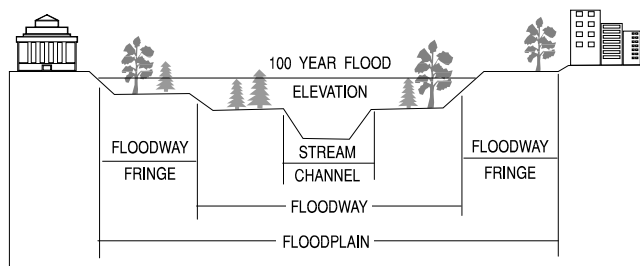 100 YEAR FLOOD
ELEVATION
FLOODWAY
FRINGE
STREAM
CHANNEL
FLOODWAY
FRINGE
FLOODWAY
FLOODPLAIN